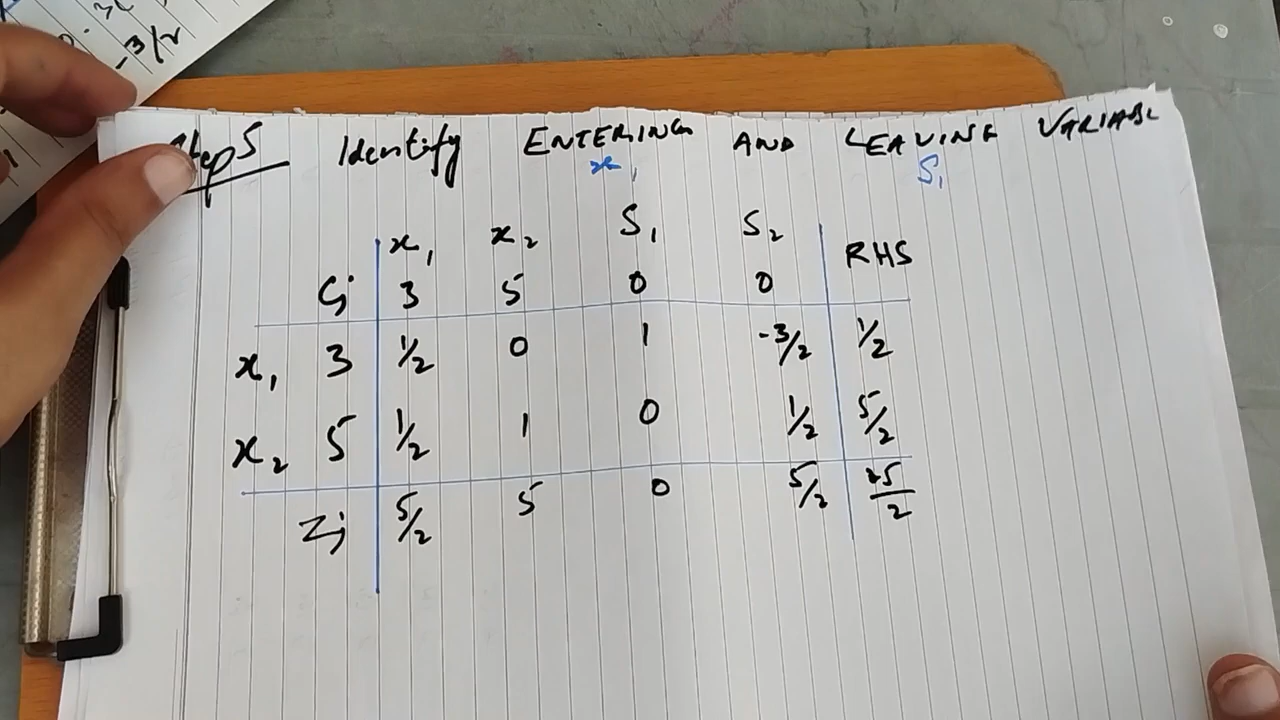 -3/2
Step 5 Identify ENTERING AND LEAVING VARIABL
x1 S1
x1 x2 S1 S2 RHS
Cj 3 5 0 0
x1 3 1/2 0 1 -3/2 1/2
x2 5 1/2 1 0 1/2 5/2
Zj 5/2 5 0 5/2 25/2